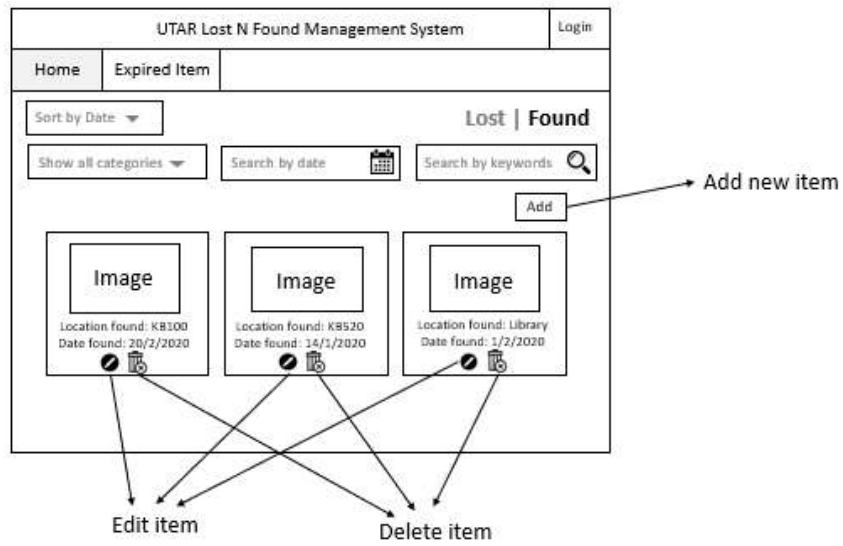 UTAR Lost N Found Management System
Login
Home
Expired Item
Sort by Date
Lost | Found
Show all categories
Search by date
Search by keywords
Add
Add new item
Image
Location found: KB100
Date found: 20/2/2020
Image
Location found: KB520
Date found: 14/1/2020
Image
Location found: Library
Date found: 1/2/2020
Edit item
Delete item